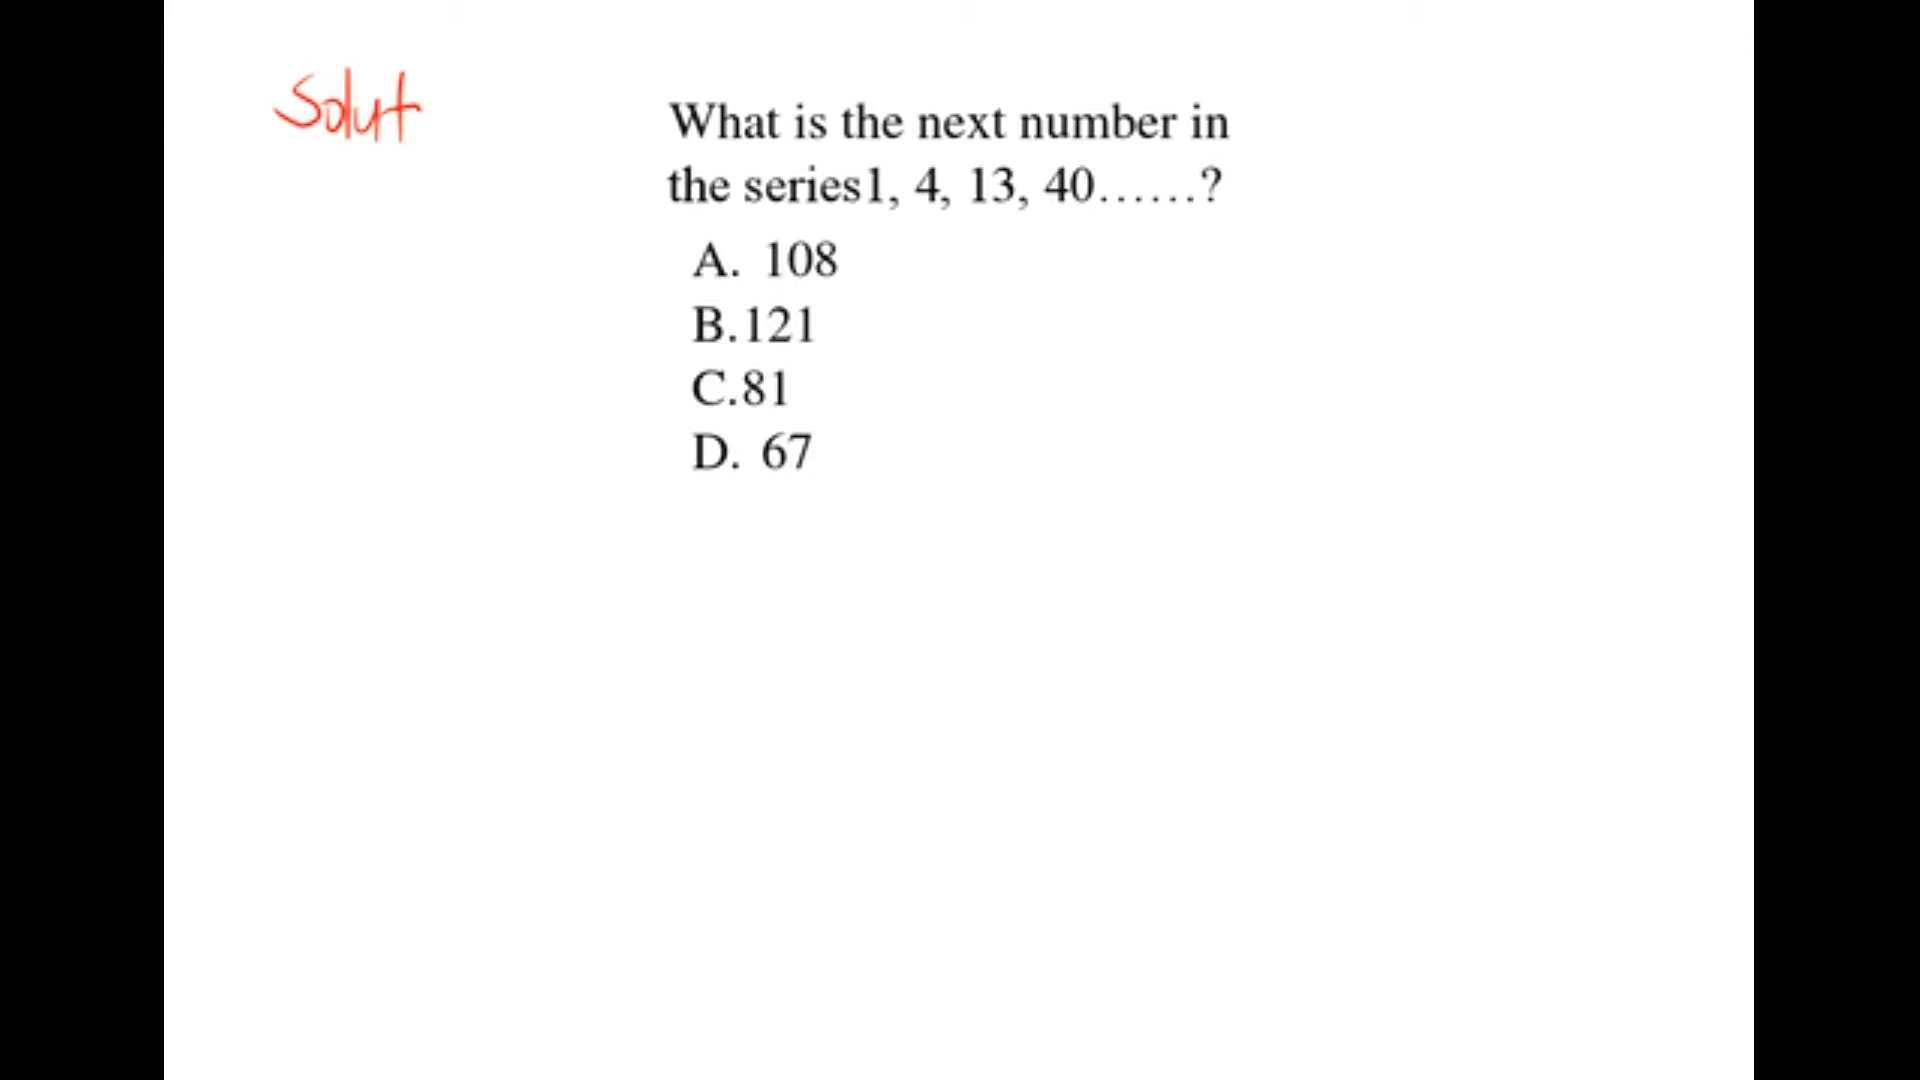 Solut
What is the next number in
the series1, 4, 13, 40......?
A. 108
B.121
C.81
D. 67